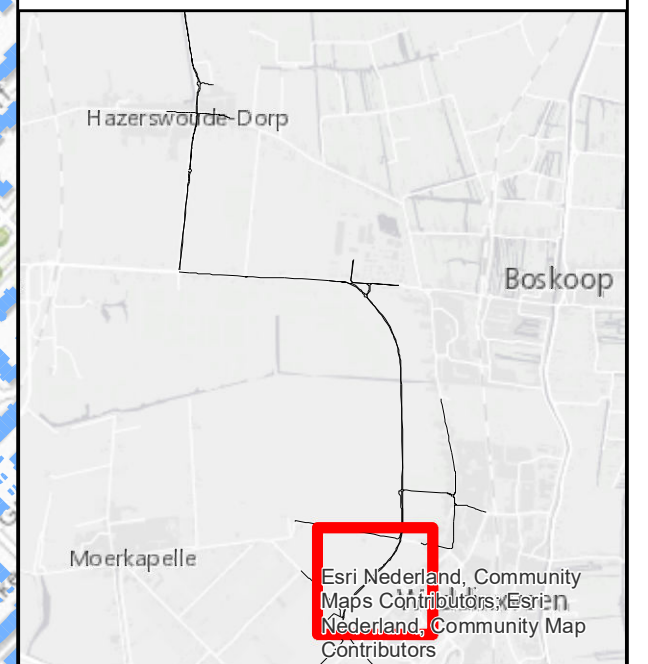 Hazerswoude-Dorp
Boskoop
Moerkapelle
Esri Nederland, Community
Maps Contributors, Esri
Nederland, Community Map
Contributors